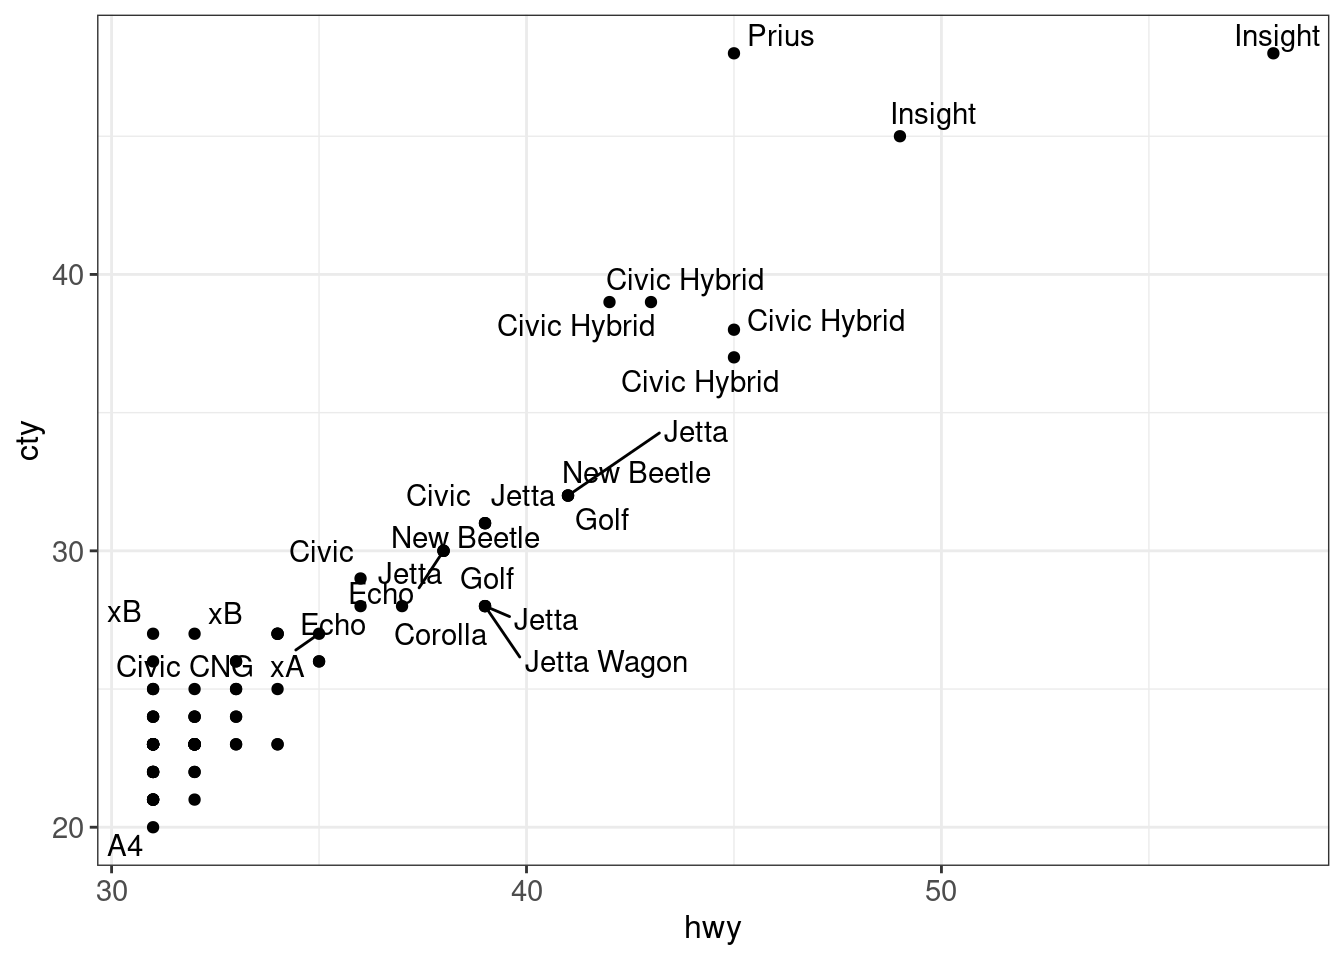 Prius
Insight
Insight
40
Civic Hybrid
Civic Hybrid
Civic Hybrid
Civic Hybrid
cty
Jetta
New Beetle
Civic
Jetta
Golf
New Beetle
30
Civic
Jetta
Golf
Echo
xB
xB
Echo
Jetta
Corolla
Civic CNG
xA
Jetta Wagon
20
A4
30
40
50
hwy